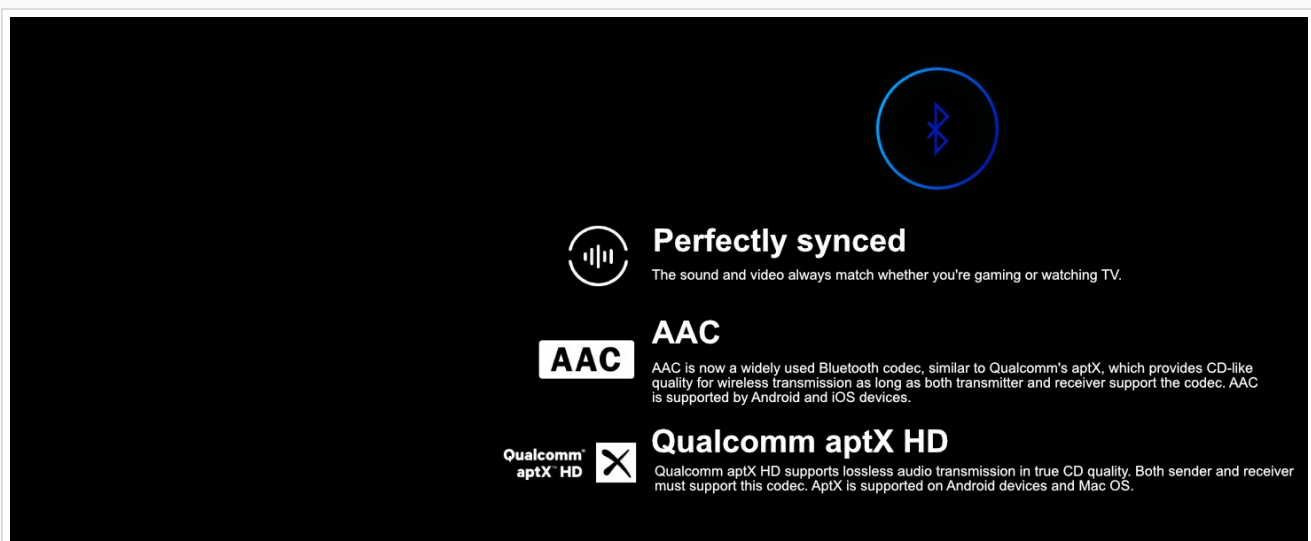 Perfectly synced
The sound and video always match whether you're gaming or watching TV.
AAC
AAC
AAC is now a widely used Bluetooth codec, similar to Qualcomm's aptX, which provides CD-like
quality for wireless transmission as long as both transmitter and receiver support the codec. AAC
is supported by Android and iOS devices.
Qualcomm aptX HD
Qualcomm®
aptX™ HD
Qualcomm aptX HD supports lossless audio transmission in true CD quality. Both sender and receiver
must support this codec. AptX is supported on Android devices and Mac OS.